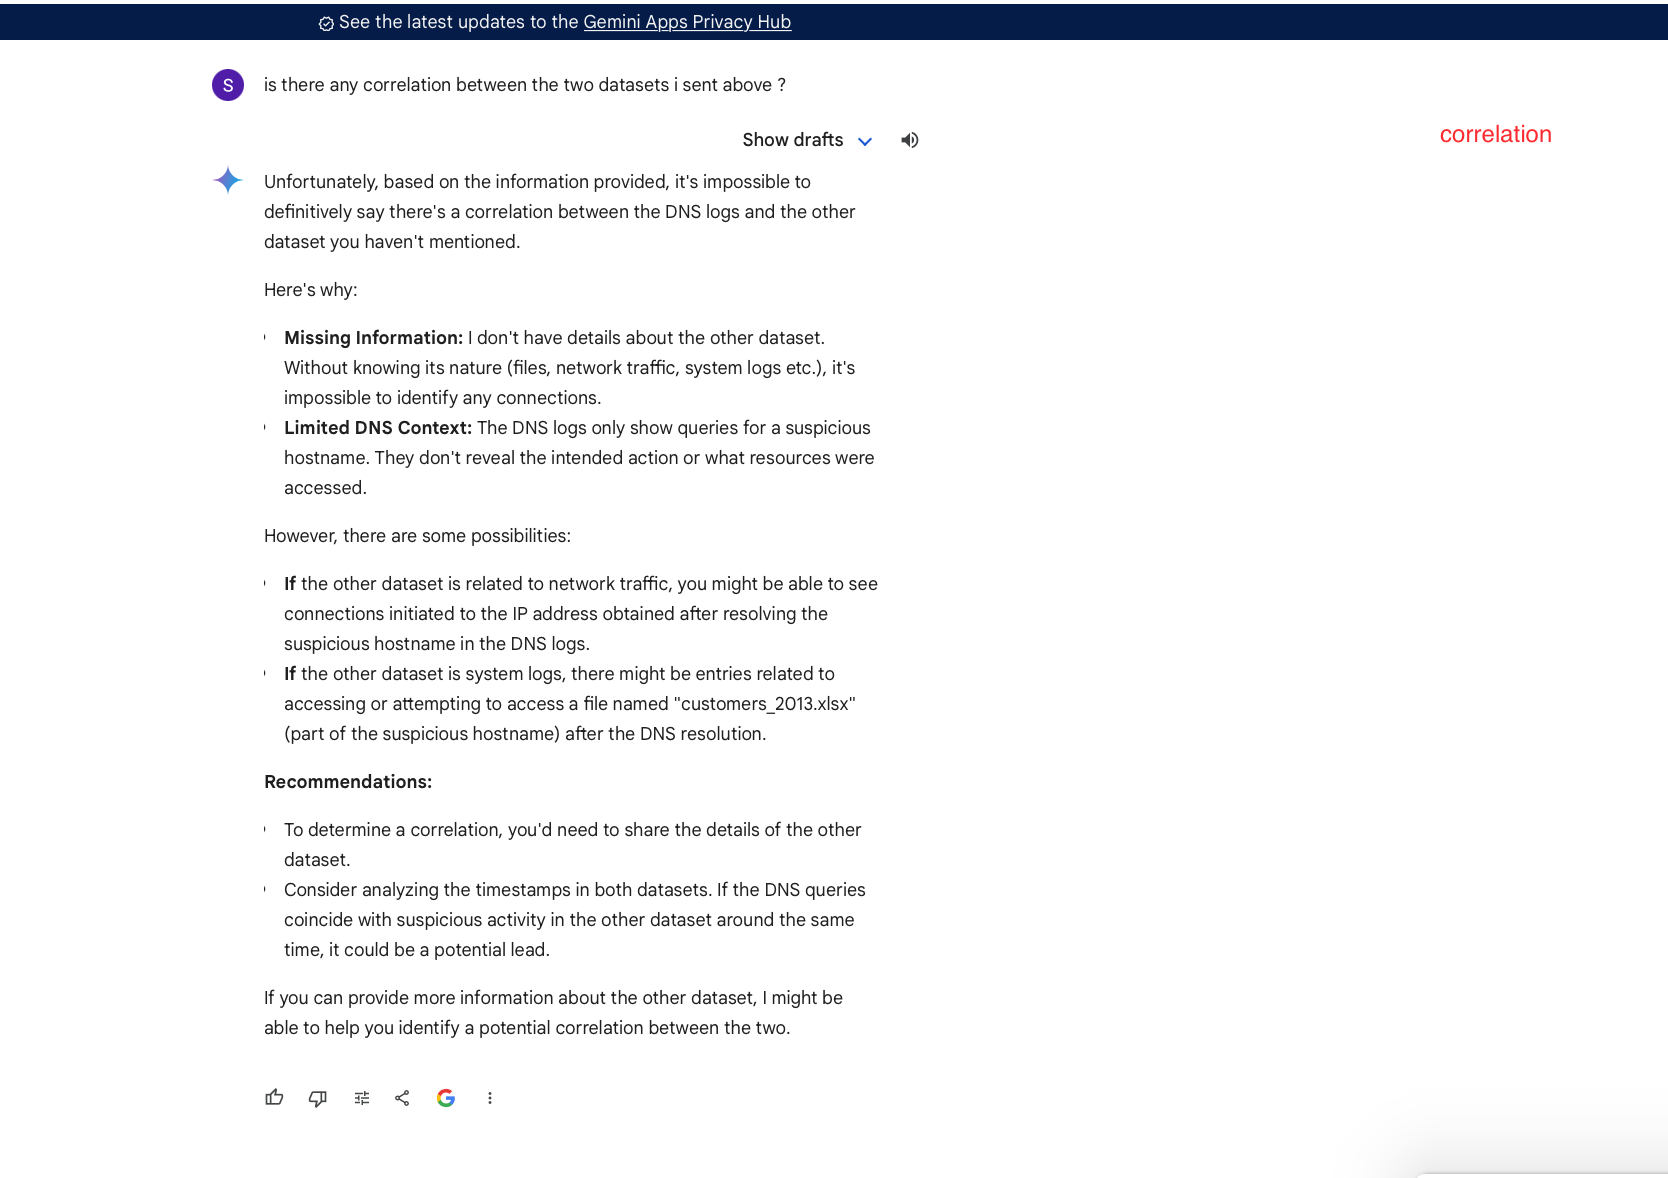 See the latest updates to the Gemini Apps Privacy Hub
S
is there any correlation between the two datasets i sent above ?
Show drafts
correlation
Unfortunately, based on the information provided, it's impossible to
definitively say there's a correlation between the DNS logs and the other
dataset you haven't mentioned.
Here's why:
Missing Information: I don't have details about the other dataset.
Without knowing its nature (files, network traffic, system logs etc.), it's
impossible to identify any connections.
Limited DNS Context: The DNS logs only show queries for a suspicious
hostname. They don't reveal the intended action or what resources were
accessed.
However, there are some possibilities:
If the other dataset is related to network traffic, you might be able to see
connections initiated to the IP address obtained after resolving the
suspicious hostname in the DNS logs.
If the other dataset is system logs, there might be entries related to
accessing or attempting to access a file named "customers_2013.xlsx"
(part of the suspicious hostname) after the DNS resolution.
Recommendations:
To determine a correlation, you'd need to share the details of the other
dataset.
Consider analyzing the timestamps in both datasets. If the DNS queries
coincide with suspicious activity in the other dataset around the same
time, it could be a potential lead.
If you can provide more information about the other dataset, I might be
able to help you identify a potential correlation between the two.